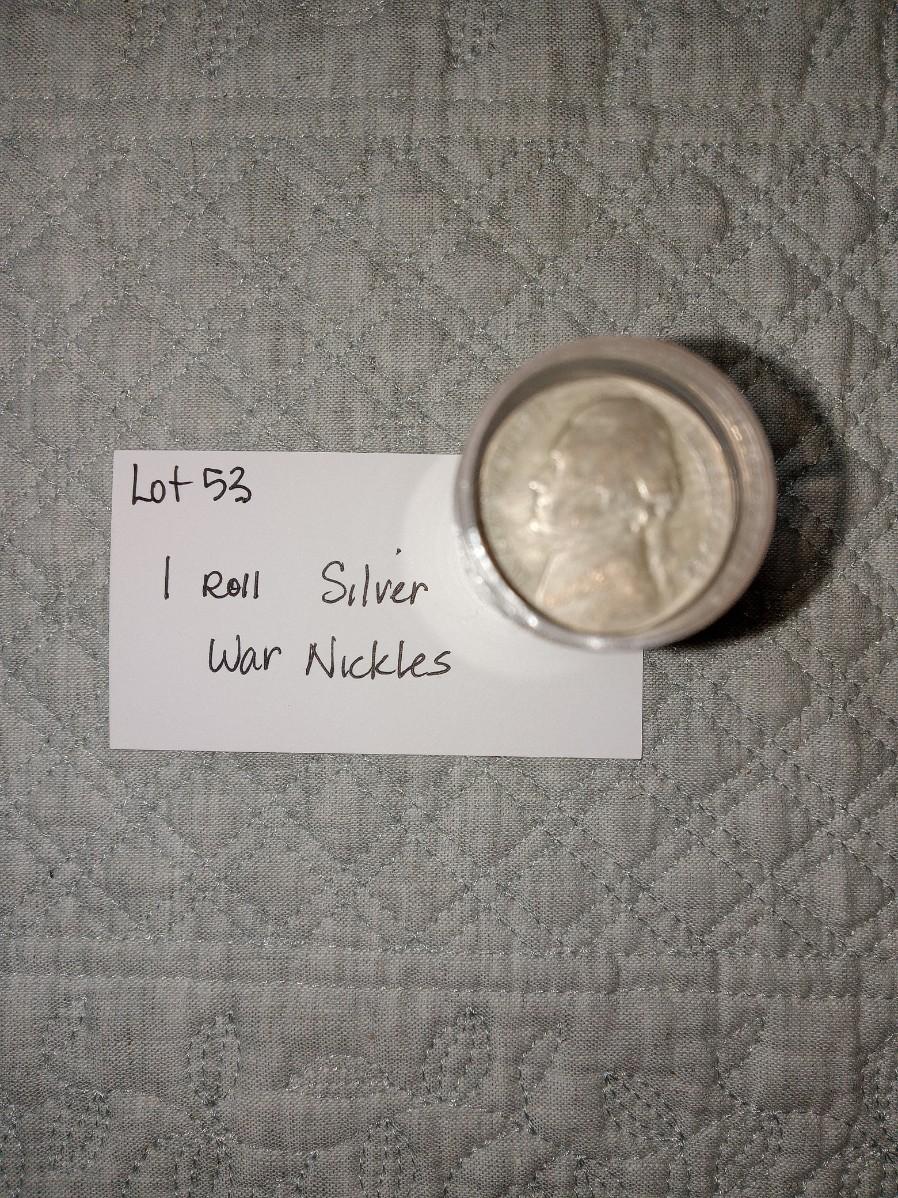 Lot 53
1 Roll Silver
War Nickles